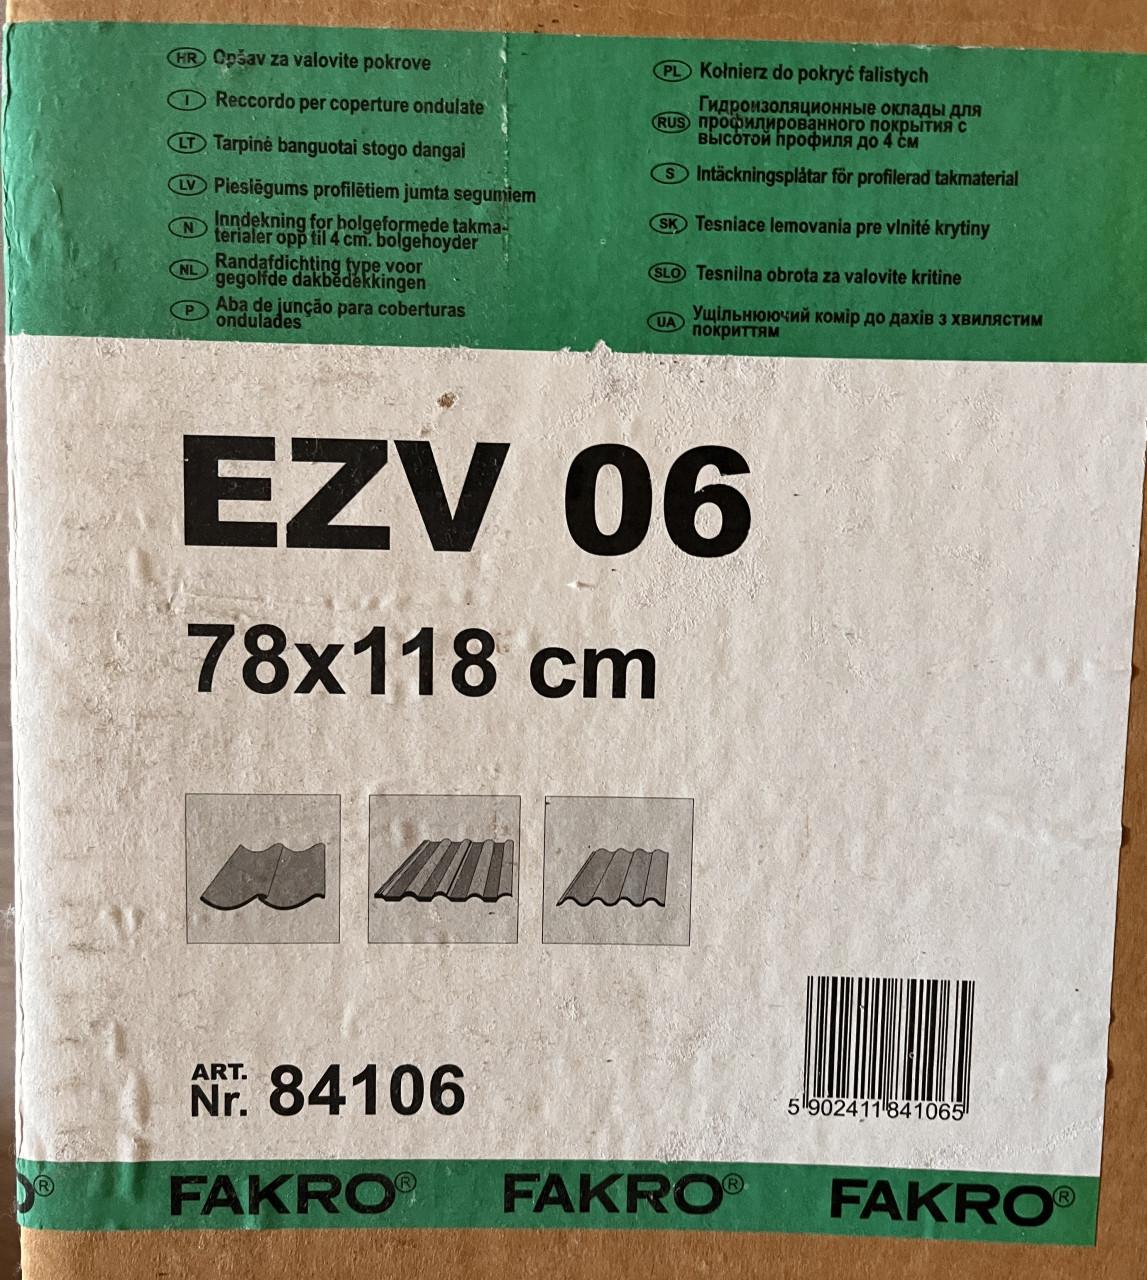 HR Opšav za valovite pokrove
I Reccordo per coperture ondulate
LT Tarpinė banguotai stogo dangai
LV Pieslēgums profilētiem jumta segumiem
N Inndekning for bolgeformede takma-
terialer opp til 4 cm. bolgehoyder
NL Randafdichting type voor
gegolfde dakbedekkingen
P Aba de junção para coberturas
ondulades
PL Kołnierz do pokryć falistych
RUS Гидроизоляционные оклады для
профилированного покрытия с
высотой профиля до 4 см
S Intäckningsplåtar för profilerad takmaterial
SK Tesniace lemovania pre vlnité krytiny
SLO Tesnilna obrota za valovite kritine
UA Ущільнюючий комір до дахів з хвилястим
покриттям
EZV 06
78x118 cm
ART.
Nr. 84106
5 902411 841065
O® FAKRO® FAKRO® FAKRO®